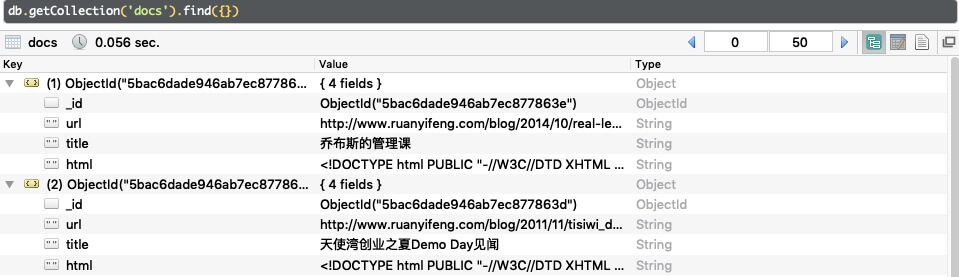 db.getCollection('docs').find({})
docs 0.056 sec. 0 50
Key Value Type
(1) ObjectId("5bac6dade946ab7ec87786... { 4 fields } Object
_id ObjectId("5bac6dade946ab7ec877863e") ObjectId
url http://www.ruanyifeng.com/blog/2014/10/real-le... String
title 乔布斯的管理课 String
html <!DOCTYPE html PUBLIC "-//W3C//DTD XHTML ... String
(2) ObjectId("5bac6dade946ab7ec87786... { 4 fields } Object
_id ObjectId("5bac6dade946ab7ec877863d") ObjectId
url http://www.ruanyifeng.com/blog/2011/11/tisiwi_d... String
title 天使湾创业之夏Demo Day见闻 String
html <!DOCTYPE html PUBLIC "-//W3C//DTD XHTML ... String